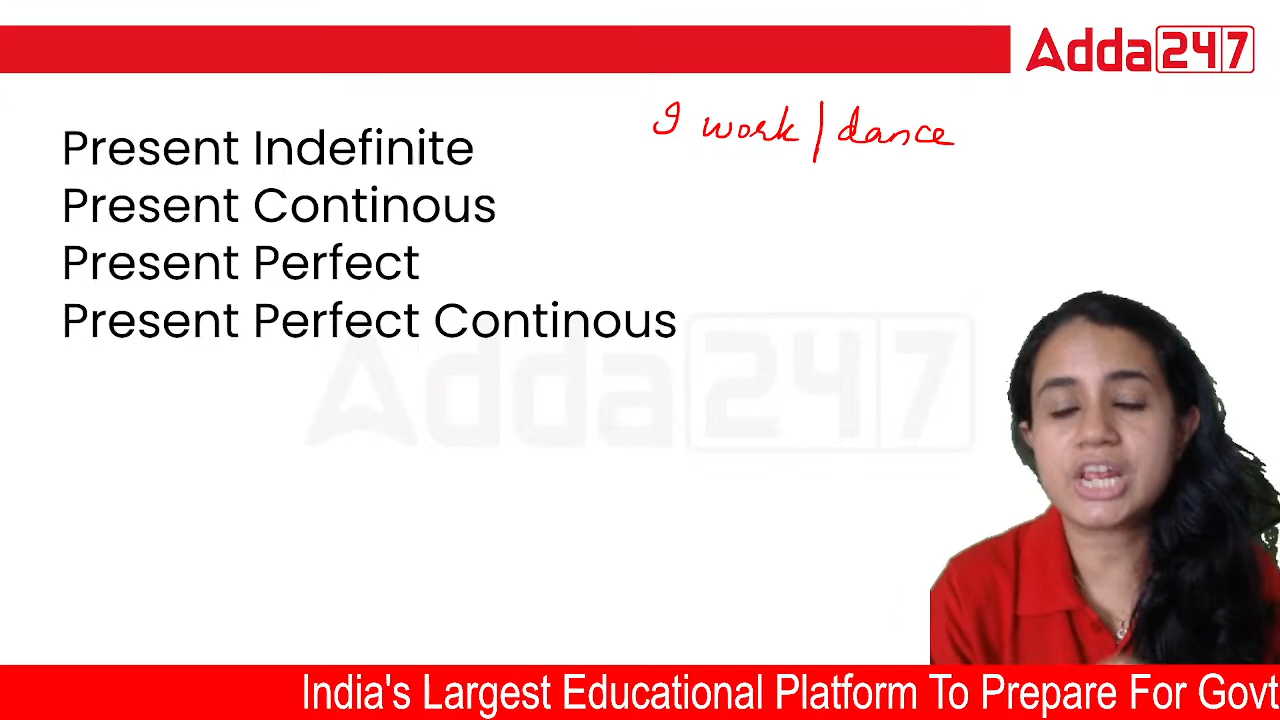 Adda247
I work/dance
Present Indefinite
Present Continous
Present Perfect
Present Perfect Continous
Adda247
India's Largest Educational Platform To Prepare For Govt